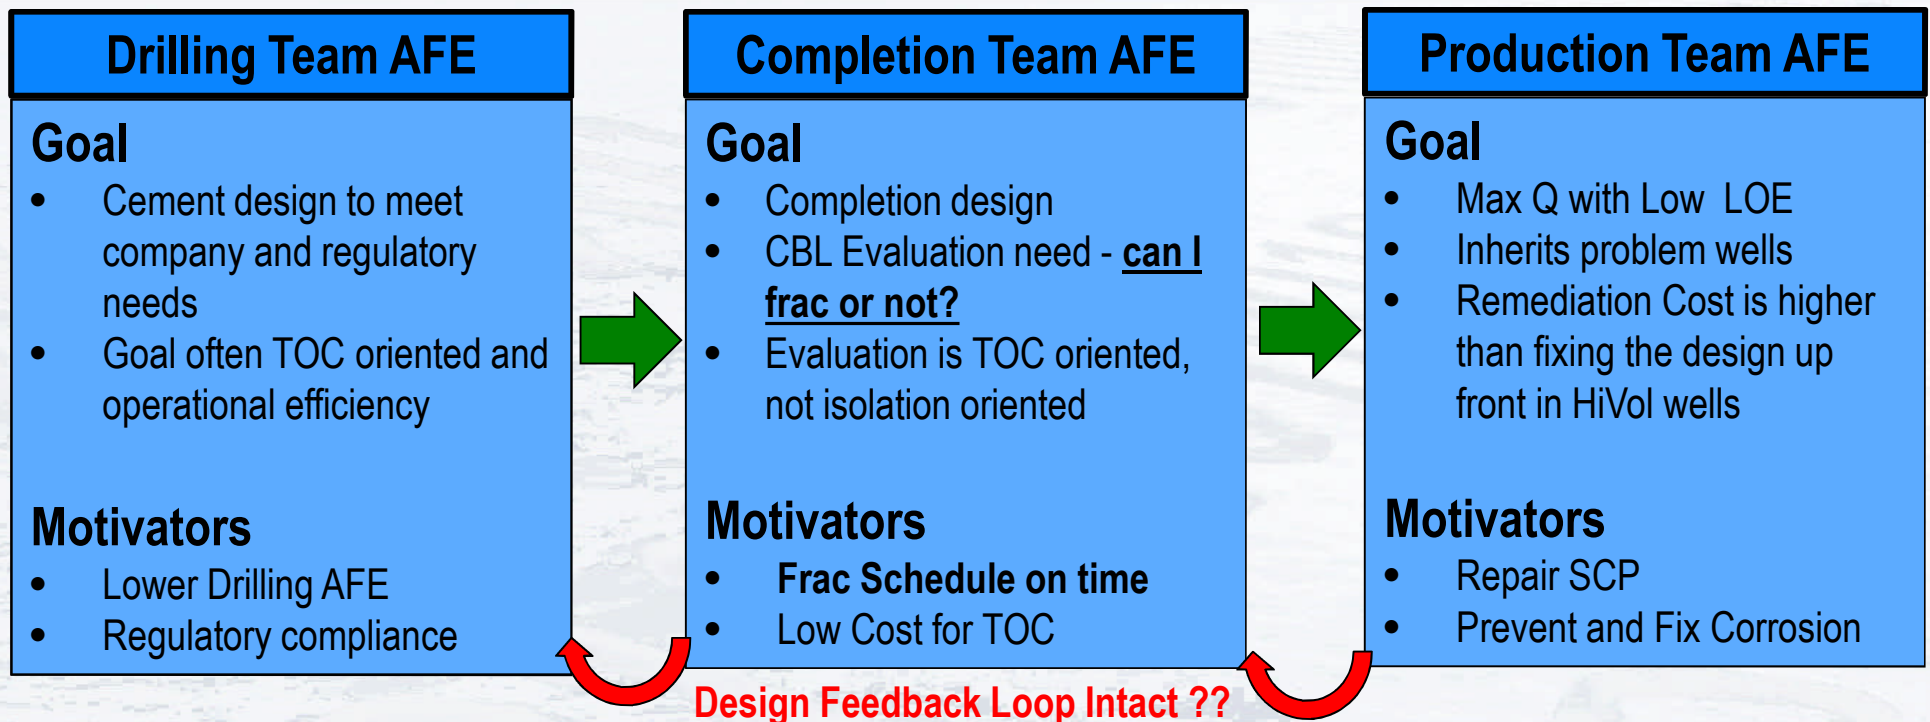 Drilling Team AFE
Goal
• Cement design to meet
company and regulatory
needs
• Goal often TOC oriented and
operational efficiency
Motivators
• Lower Drilling AFE
• Regulatory compliance
Completion Team AFE
Goal
• Completion design
• CBL Evaluation need - can I
frac or not?
• Evaluation is TOC oriented,
not isolation oriented
Motivators
• Frac Schedule on time
• Low Cost for TOC
Production Team AFE
Goal
• Max Q with Low LOE
• Inherits problem wells
• Remediation Cost is higher
than fixing the design up
front in HiVol wells
Motivators
• Repair SCP
• Prevent and Fix Corrosion
Design Feedback Loop Intact ??